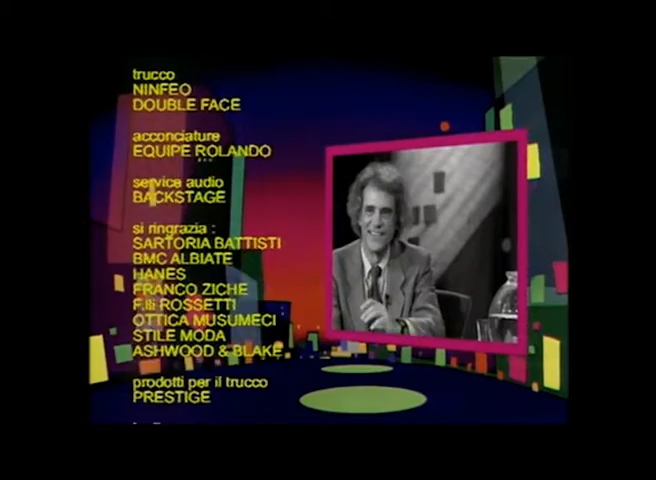 trucco
NINFEO
DOUBLE FACE
acconciature
EQUIPE ROLANDO
service audio
BACKSTAGE
si ringrazia :
SARTORIA BATTISTI
BMC ALBIATE
HANES
FRANCO ZICHE
F.lli ROSSETTI
OTTICA MUSUMECI
STILE MODA
ASHWOOD & BLAKE
prodotti per il trucco
PRESTIGE